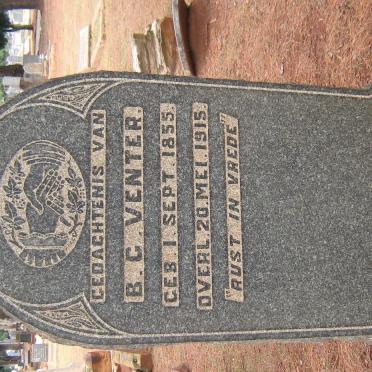 GEDACHTENIS VAN
B. G. VENTER.
GEB. 1 SEPT. 1855.
OVERL. 20. MEI. 1915.
"RUST IN VREDE"